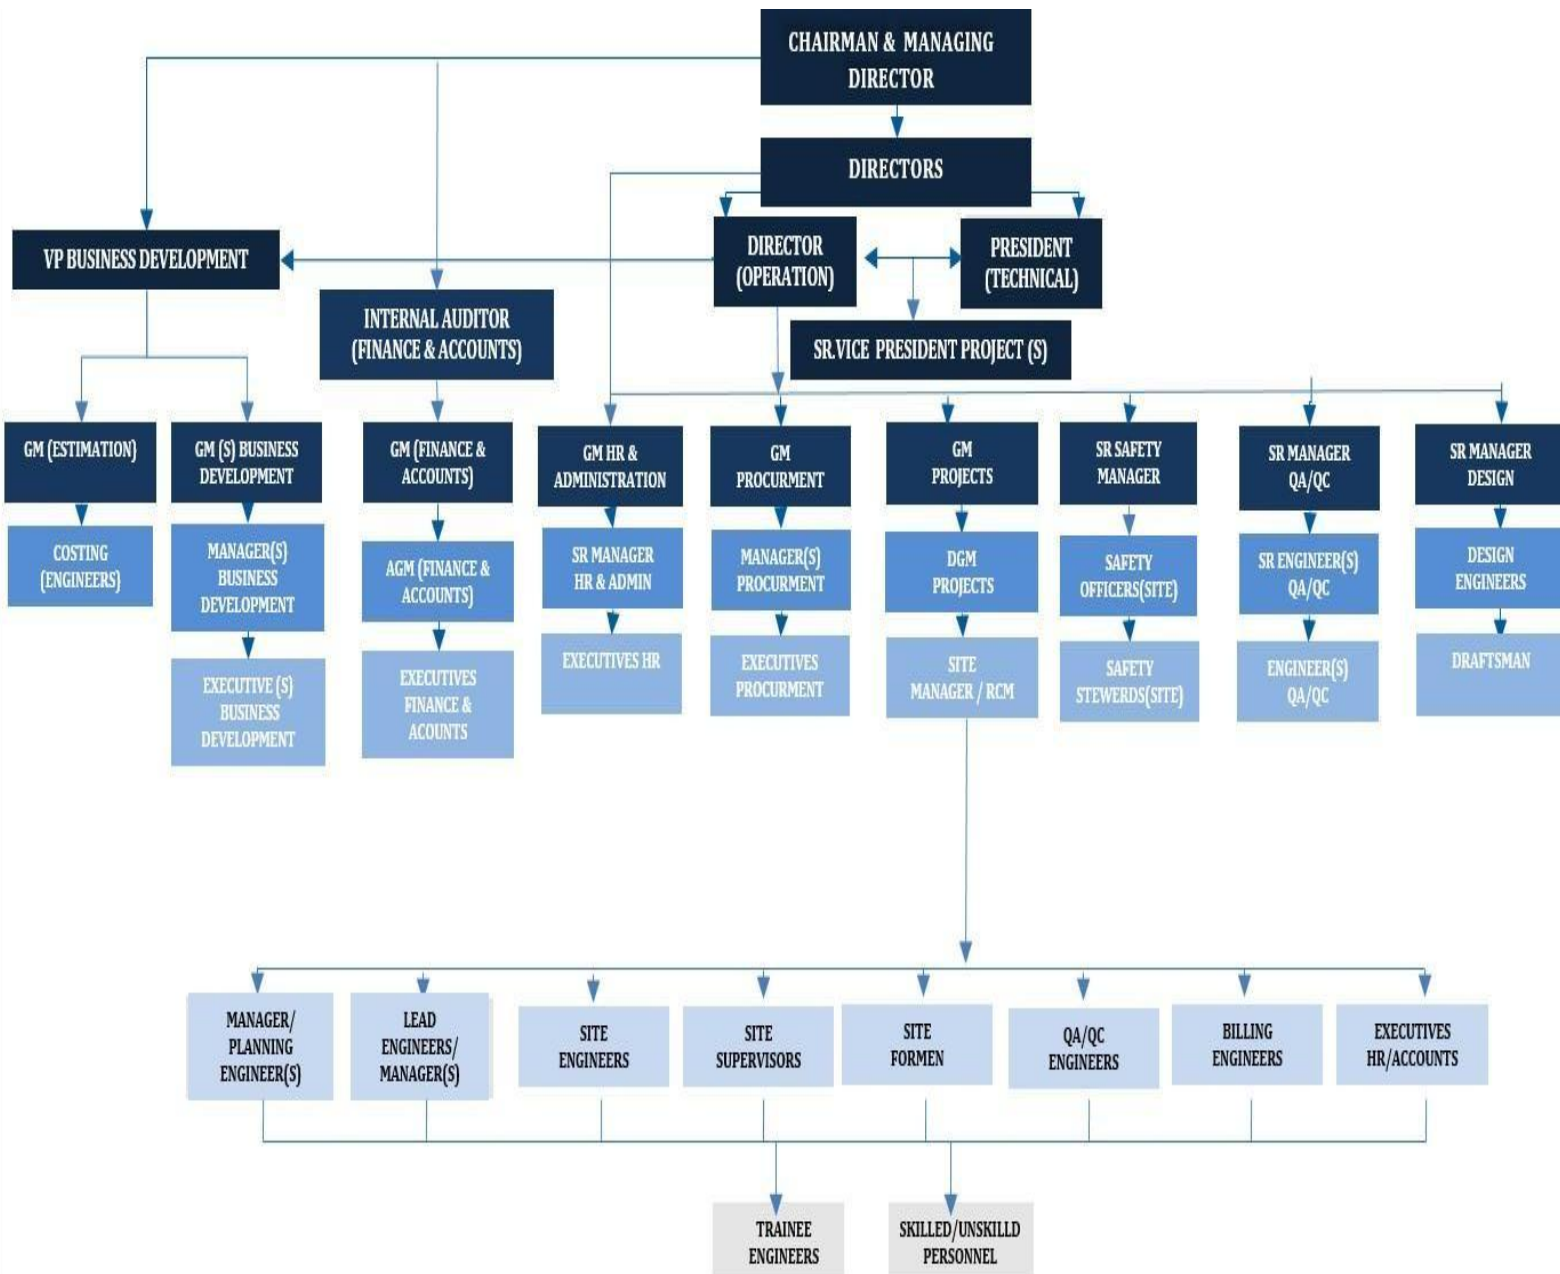 CHAIRMAN & MANAGING
DIRECTOR
DIRECTORS
VP BUSINESS DEVELOPMENT
DIRECTOR
(OPERATION)
PRESIDENT
(TECHNICAL)
INTERNAL AUDITOR
(FINANCE & ACCOUNTS)
SR.VICE PRESIDENT PROJECT (S)
GM (ESTIMATION)
GM (S) BUSINESS
DEVELOPMENT
GM (FINANCE &
ACCOUNTS)
GM HR &
ADMINISTRATION
GM
PROCURMENT
GM
PROJECTS
SR SAFETY
MANAGER
SR MANAGER
QA/QC
SR MANAGER
DESIGN
COSTING
(ENGINEERS)
MANAGER(S)
BUSINESS
DEVELOPMENT
AGM (FINANCE &
ACCOUNTS)
SR MANAGER
HR & ADMIN
MANAGER(S)
PROCURMENT
DGM
PROJECTS
SAFETY
OFFICERS(SITE)
SR ENGINEER(S)
QA/QC
DESIGN
ENGINEERS
EXECUTIVE (S)
BUSINESS
DEVELOPMENT
EXECUTIVES
FINANCE &
ACOUNTS
EXECUTIVES HR
EXECUTIVES
PROCURMENT
SITE
MANAGER / RCM
SAFETY
STEWERDS(SITE)
ENGINEER(S)
QA/QC
DRAFTSMAN
MANAGER/
PLANNING
ENGINEER(S)
LEAD
ENGINEERS/
MANAGER(S)
SITE
ENGINEERS
SITE
SUPERVISORS
SITE
FORMEN
QA/QC
ENGINEERS
BILLING
ENGINEERS
EXECUTIVES
HR/ACCOUNTS
TRAINEE
ENGINEERS
SKILLED/UNSKILLD
PERSONNEL